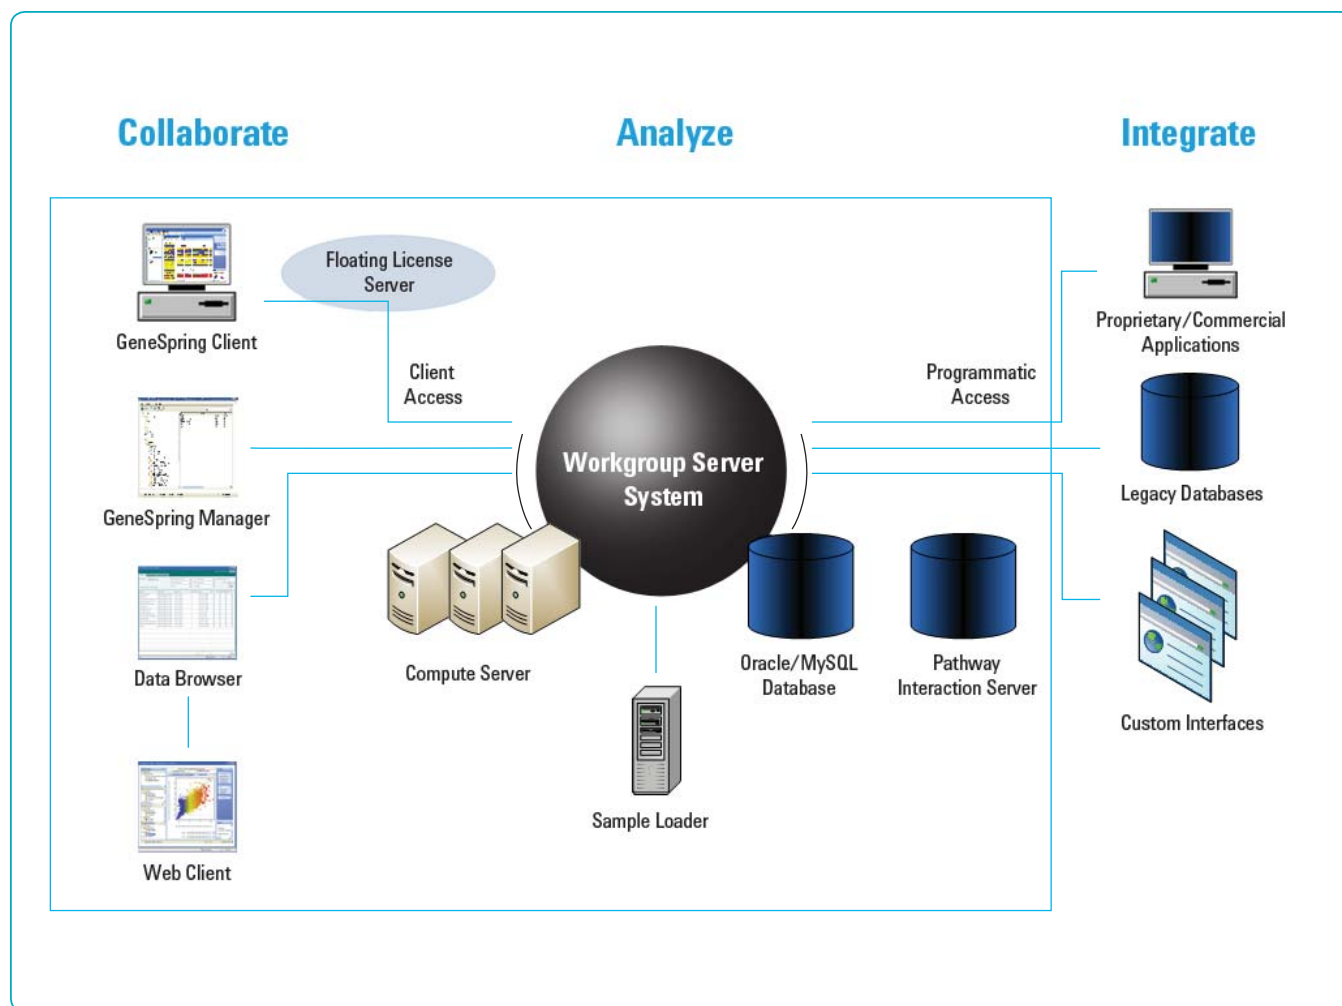 Collaborate
Analyze
Integrate
GeneSpring Client
Floating License
Server
Client
Access
GeneSpring Manager
Data Browser
Web Client
Workgroup Server
System
Compute Server
Sample Loader
Oracle/MySQL
Database
Pathway
Interaction Server
Programmatic
Access
Proprietary/Commercial
Applications
Legacy Databases
Custom Interfaces